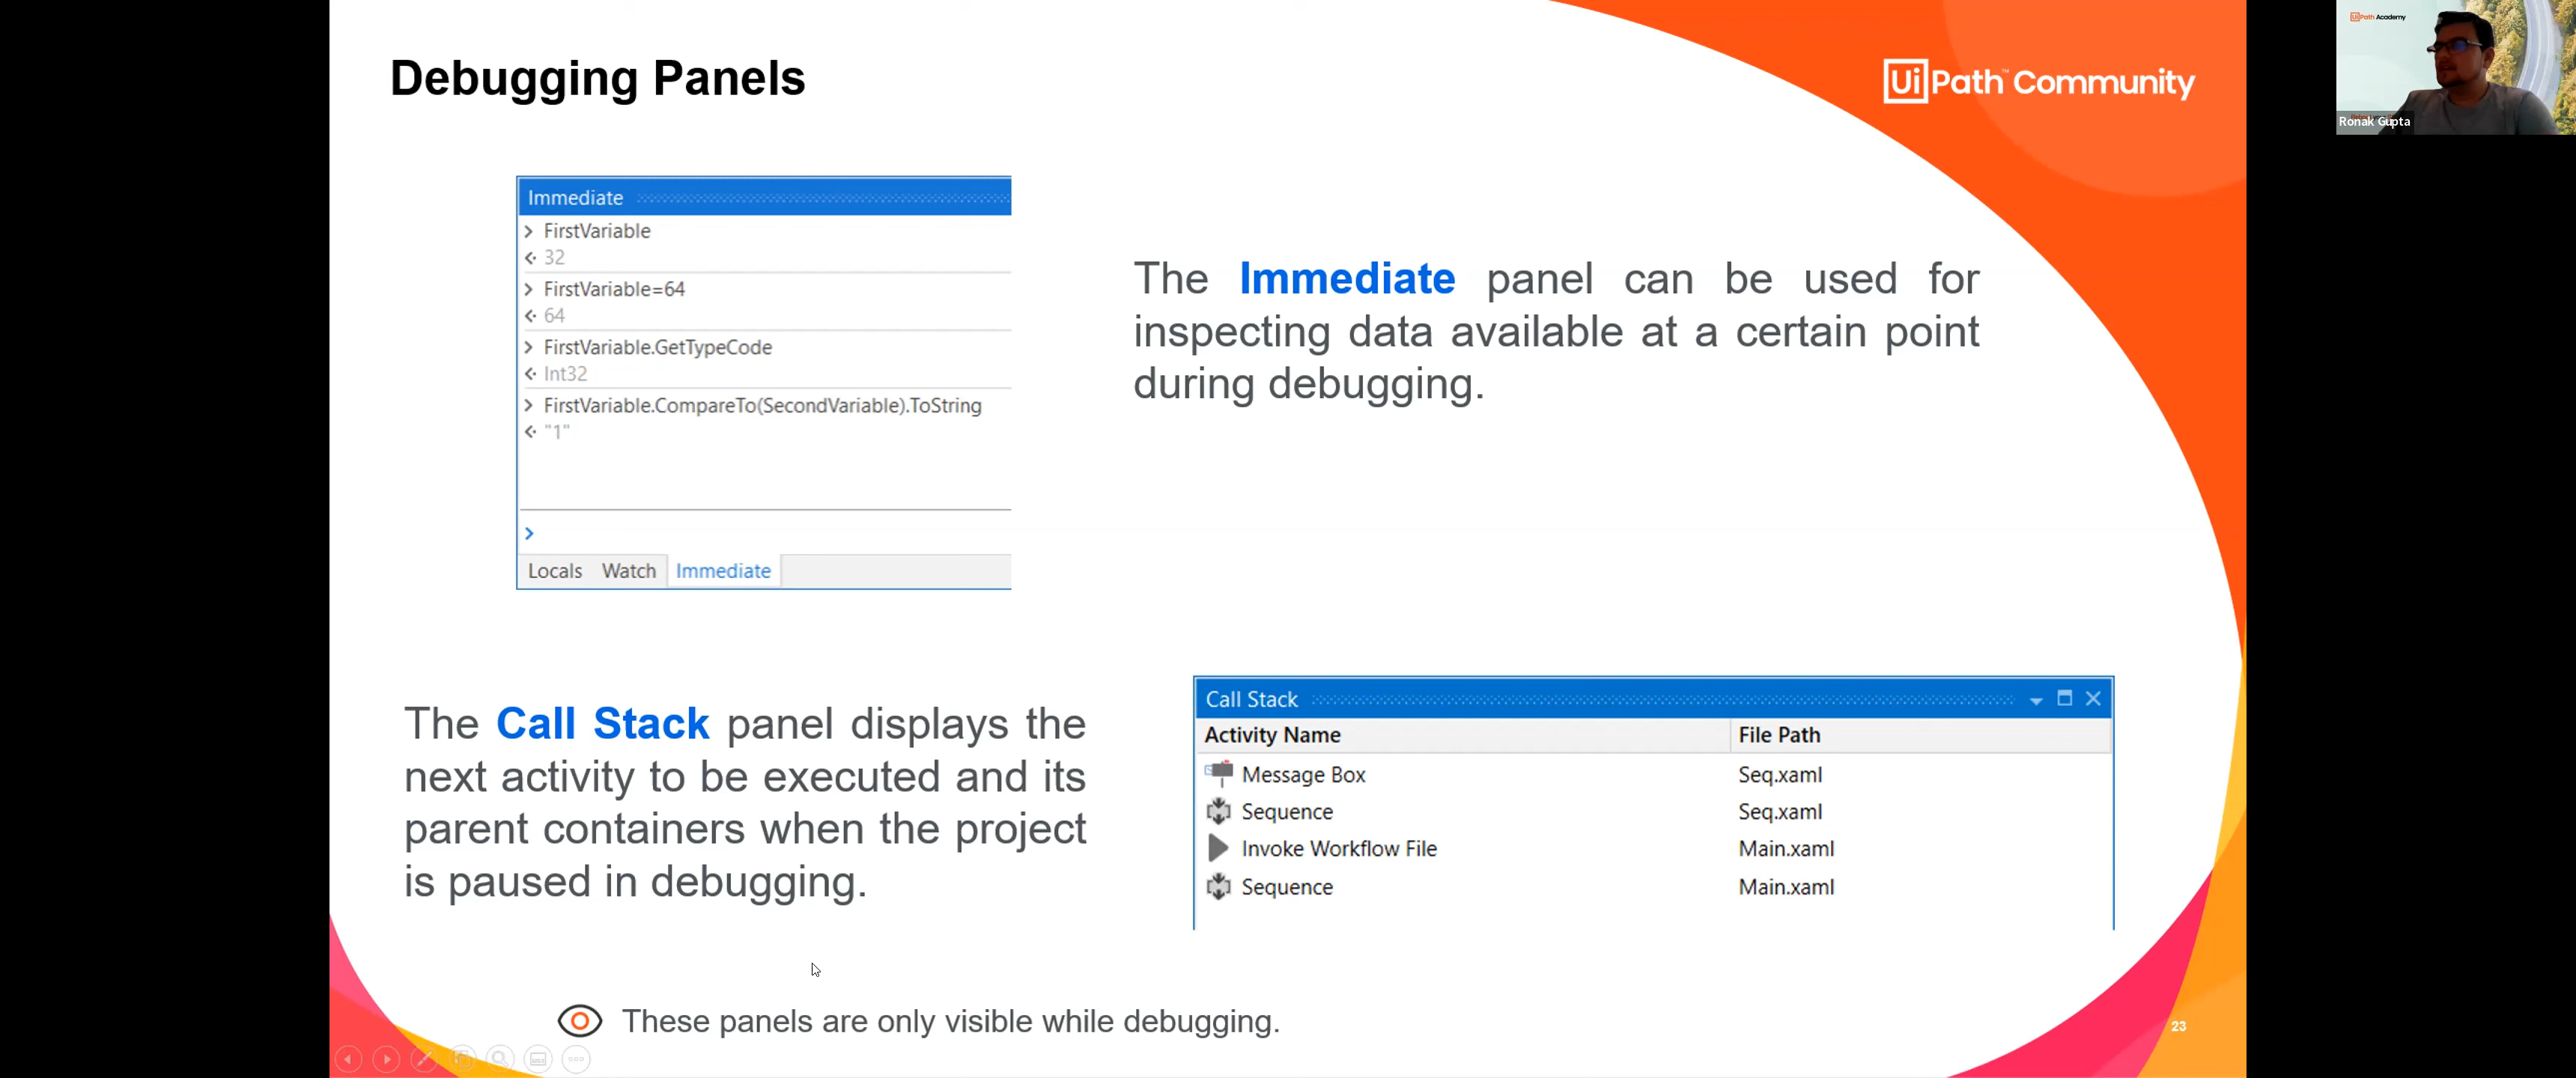 Debugging Panels
UiPath™ Community
UiPath Academy
Ronak Gupta
Immediate
> FirstVariable
32
> FirstVariable=64
64
> FirstVariable.GetTypeCode
Int32
> FirstVariable.CompareTo(SecondVariable).ToString
"1"
>
Locals Watch Immediate
The Immediate panel can be used for
inspecting data available at a certain point
during debugging.
The Call Stack panel displays the
next activity to be executed and its
parent containers when the project
is paused in debugging.
Call Stack
Activity Name File Path
Message Box Seq.xaml
Sequence Seq.xaml
Invoke Workflow File Main.xaml
Sequence Main.xaml
These panels are only visible while debugging.
23